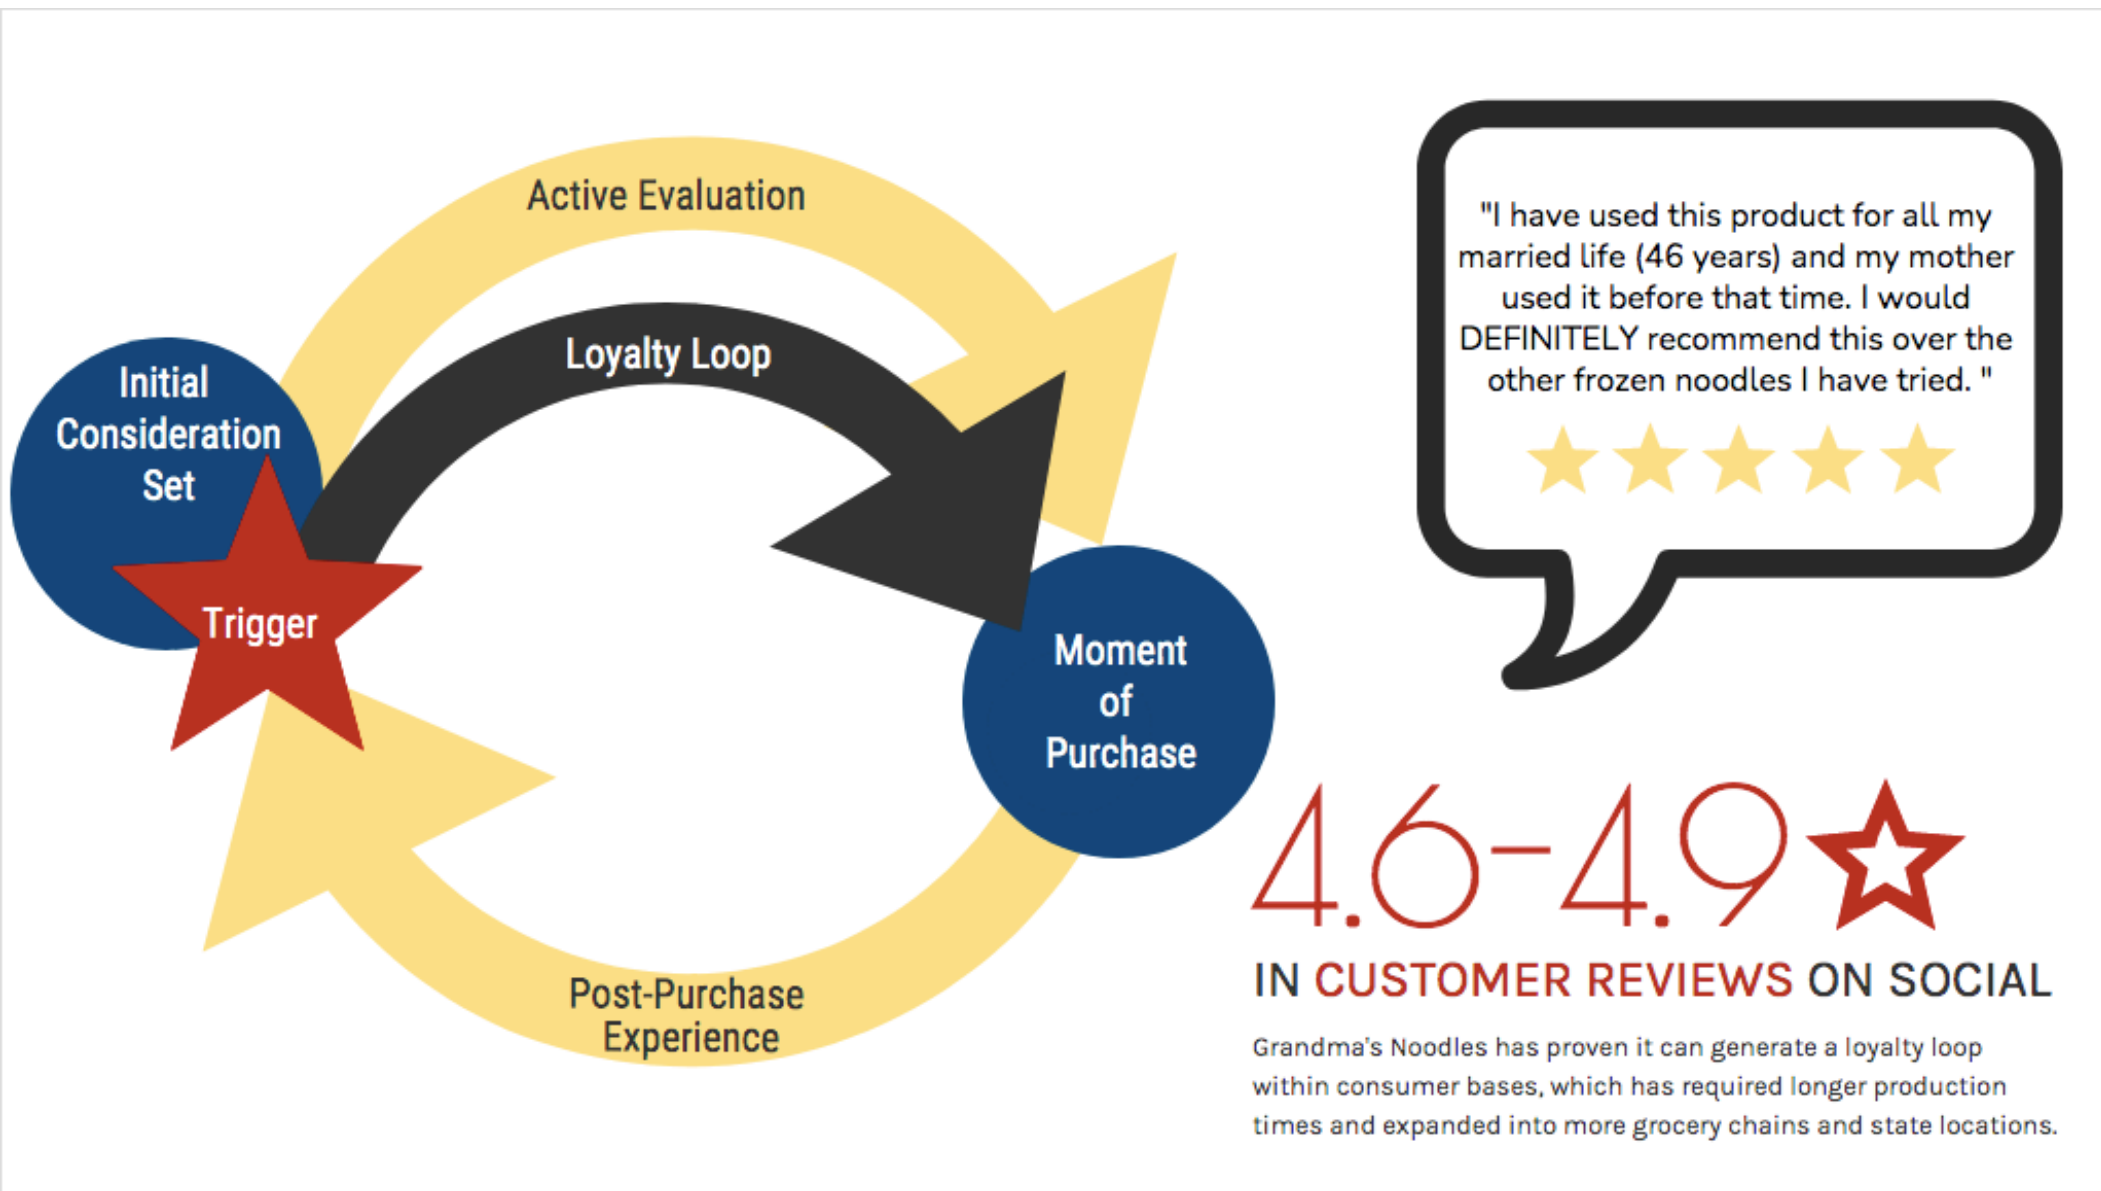 Active Evaluation
Loyalty Loop
Initial
Consideration
Set
Trigger
Moment
of
Purchase
Post-Purchase
Experience
"I have used this product for all my
married life (46 years) and my mother
used it before that time. I would
DEFINITELY recommend this over the
other frozen noodles I have tried. "
4.6-4.9
IN CUSTOMER REVIEWS ON SOCIAL
Grandma's Noodles has proven it can generate a loyalty loop
within consumer bases, which has required longer production
times and expanded into more grocery chains and state locations.